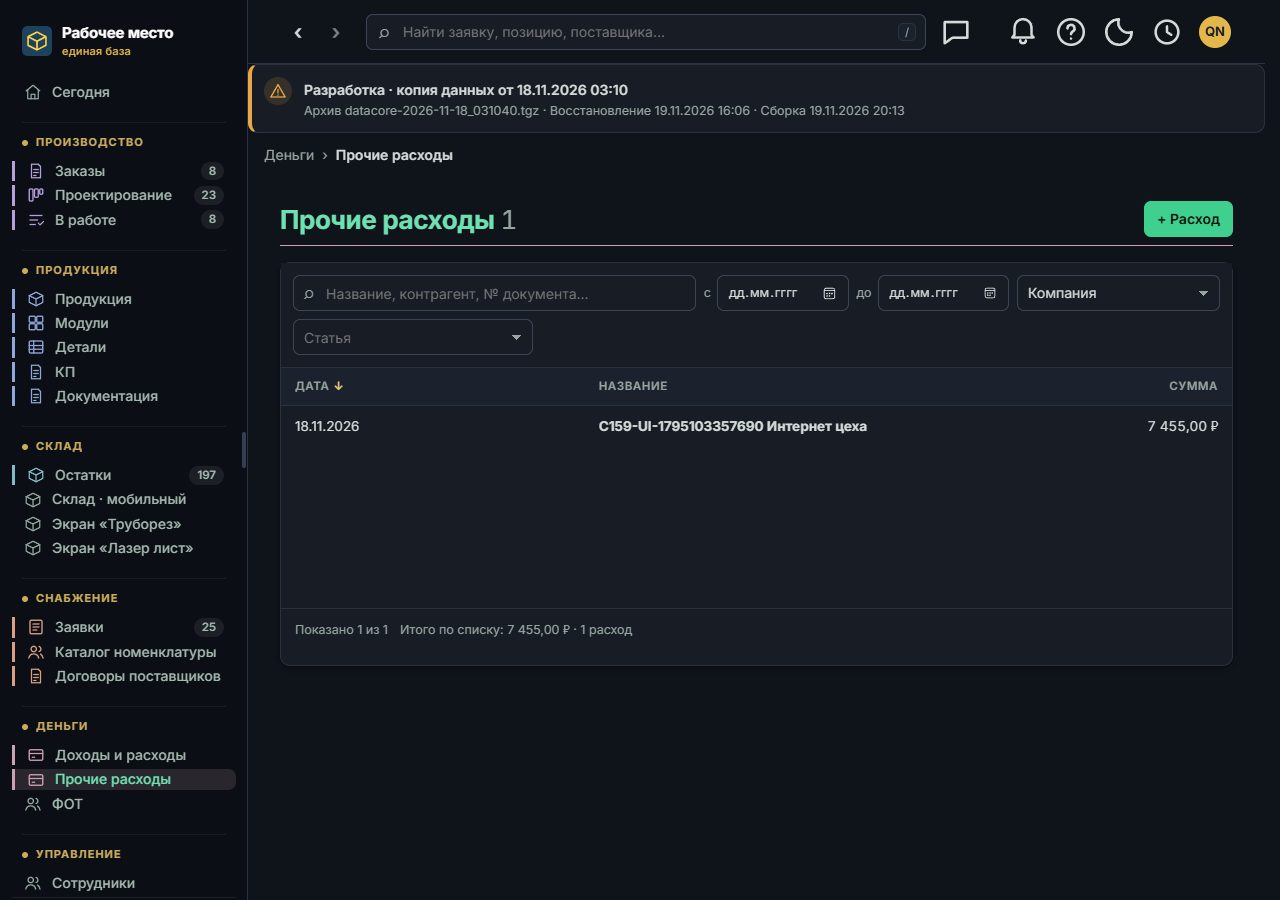 Рабочее место
единая база
Сегодня
ПРОИЗВОДСТВО
Заказы 8
Проектирование 23
В работе 8
ПРОДУКЦИЯ
Продукция
Модули
Детали
КП
Документация
СКЛАД
Остатки 197
Склад · мобильный
Экран «Труборез»
Экран «Лазер лист»
СНАБЖЕНИЕ
Заявки 25
Каталог номенклатуры
Договоры поставщиков
ДЕНЬГИ
Доходы и расходы
Прочие расходы
ФОТ
УПРАВЛЕНИЕ
Сотрудники
Найти заявку, позицию, поставщика... /
QN
Разработка · копия данных от 18.11.2026 03:10
Архив datacore-2026-11-18_031040.tgz · Восстановление 19.11.2026 16:06 · Сборка 19.11.2026 20:13
Деньги › Прочие расходы
Прочие расходы 1
+ Расход
Название, контрагент, № документа... с дд.мм.гггг до дд.мм.гггг Компания
Статья
ДАТА ↓ НАЗВАНИЕ СУММА
18.11.2026 C159-UI-1795103357690 Интернет цеха 7 455,00 ₽
Показано 1 из 1 Итого по списку: 7 455,00 ₽ · 1 расход